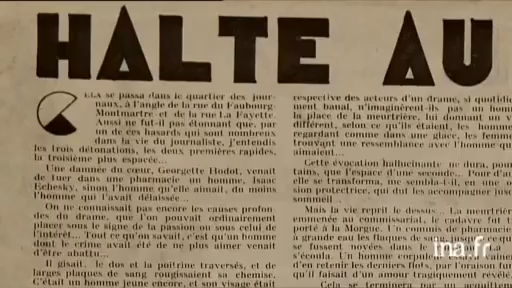 HALTE AU
CELA se passa dans le quartier des jour-
naux, à l'angle de la rue du Faubourg-
Montmartre et de la rue La Fayette.
Aussi ne fut-il pas étonnant que, par
un de ces hasards qui sont nombreux
dans la vie du journaliste, j'entendis
les trois détonations, les deux premières rapides,
la troisième plus espacée...
Une damnée du cœur, Georgette Hodot, venait
de tuer dans une pharmacie un homme, Isaac
Echesky, sinon l'homme qu'elle aimait, du moins
l'homme qui l'avait délaissée...
On ne connaissait pas encore les causes profon-
des du drame, que l'on pouvait ordinairement
placer sous le signe de la passion ou sous celui de
l'intérêt... Tout ce qu'on savait, c'est qu'un homme
dont le crime avait été de ne plus aimer venait
d'être abattu...
Il gisait, le dos et la poitrine traversés, et de
larges plaques de sang rougissaient sa chemise.
C'était un homme jeune encore, et son visage était
respective des acteurs d'un drame, si quotidie
ment banal, n'imaginèrent-ils pas un hom
la place de la meurtrière, lui donnant un v
différent, selon ce qu'ils étaient, les homme
regardant comme dans une glace, les femme
trouvant une ressemblance avec l'homme qu
aimaient...
Cette évocation hallucinante ne dura, pour
tains, que l'espace d'une seconde... Pour d'a
elle se transforma, me sembla-t-il, en une o
sion protectrice, qui dut les accompagner jusq
sommeil...
Mais la vie reprit le dessus... La meurtrièr
emmenée au commissariat, le cadavre fut t
porté à la Morgue. Un commis de pharmacie
à grande eau les flaques de sang
se fussent novées dans
s'écoula. Un homme corpulent
d'en retenir les derniers flots, par l'oraison fun
qu'il faisait d'un amour tragiquement révélé.
Cela se terminera par un acquittem
ina.fr